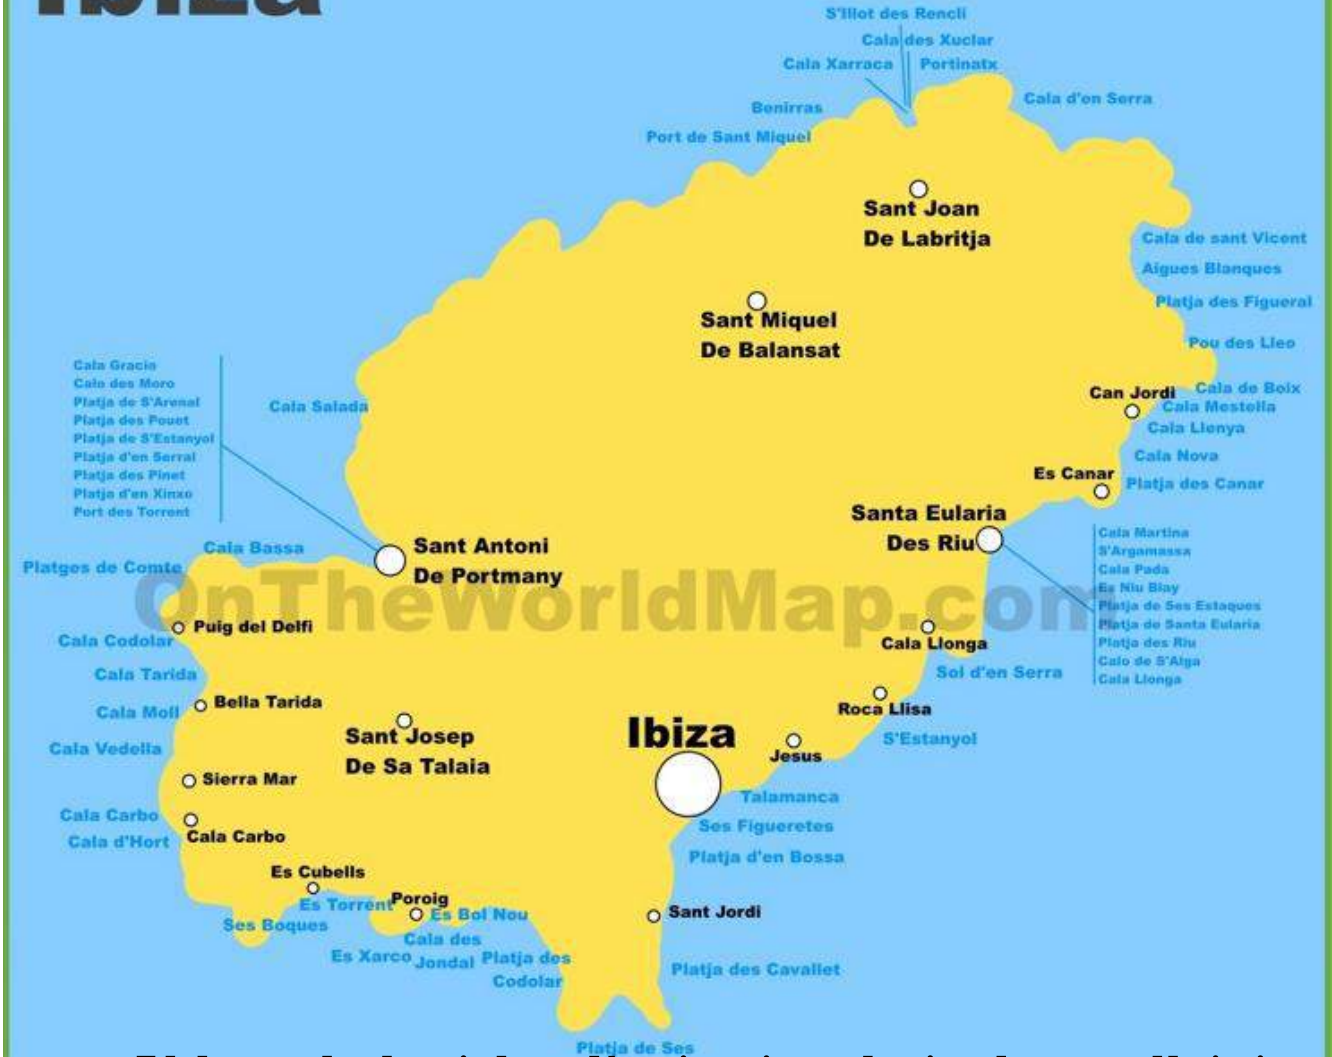 Ibiza
S'Illot des Rencli
Cala des Xuclar
Cala Xarraca
Portinatx
Cala d'en Serra
Benirras
Port de Sant Miquel
Sant Joan
De Labritja
Cala de sant Vicent
Aigues Blanques
Platja des Figueral
Sant Miquel
De Balansat
Pou des Lleo
Cala Gracio
Calo des Moro
Platja de S'Arenal
Platja des Pouet
Platja de S'Estanyol
Platja d'en Serral
Platja des Pinet
Platja d'en Xinxo
Port des Torrent
Cala Salada
Can Jordi
Cala de Boix
Cala Mestella
Cala Llenya
Cala Nova
Es Canar
Platja des Canar
Santa Eularia
Des Riu
Cala Martina
S'Argamassa
Cala Pada
Es Niu Blay
Platja de Ses Estaques
Platja de Santa Eularia
Platja des Riu
Calo de S'Alga
Cala Llonga
Cala Bassa
Platges de Comte
Sant Antoni
De Portmany
OnTheWorldMap.com
Puig del Delfi
Cala Codolar
Cala Tarida
Bella Tarida
Cala Moli
Cala Vedella
Sierra Mar
Cala Carbo
Cala d'Hort
Cala Carbo
Sant Josep
De Sa Talaia
Cala Llonga
Sol d'en Serra
Roca Llisa
S'Estanyol
Jesus
Ibiza
Talamanca
Ses Figueretes
Platja d'en Bossa
Es Cubells
Es Torrent
Poroig
Es Bol Nou
Ses Boques
Cala des
Jondal
Es Xarco
Platja des
Codolar
Sant Jordi
Platja des Cavallet
Platja de Ses